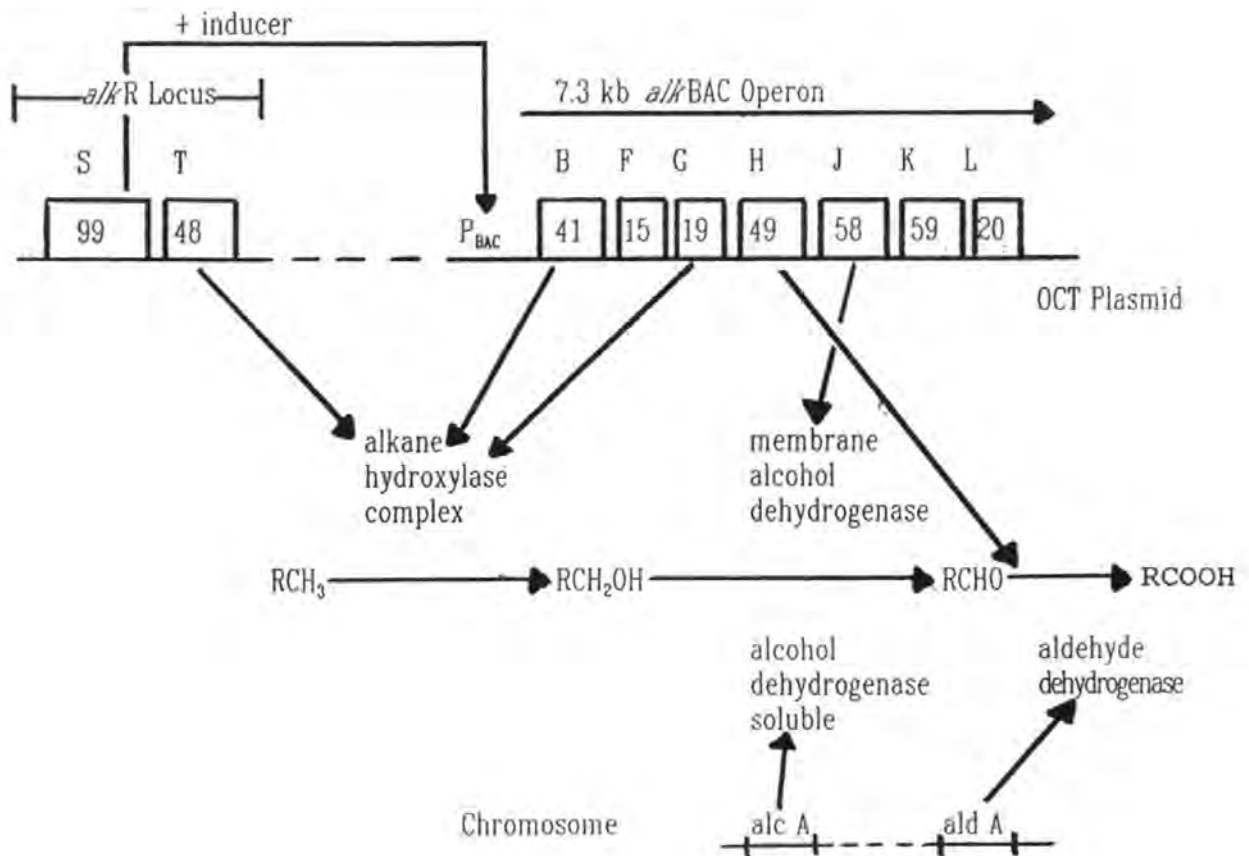 + inducer
alkR Locus
7.3 kb alkBAC Operon
S T B F G H J K L
99 48 P_BAC 41 15 19 49 58 59 20
OCT Plasmid
alkane
hydroxylase
complex
membrane
alcohol
dehydrogenase
RCH₃ RCH₂OH RCHO RCOOH
alcohol
dehydrogenase
soluble
aldehyde
dehydrogenase
Chromosome alc A ald A